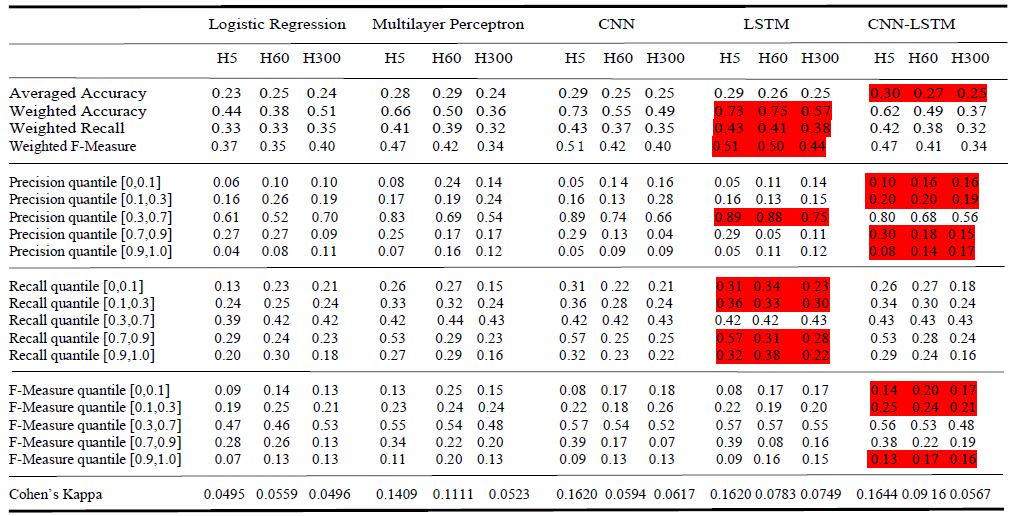 Logistic Regression Multilayer Perceptron CNN LSTM CNN-LSTM
H5 H60 H300 H5 H60 H300 H5 H60 H300 H5 H60 H300 H5 H60 H300
Averaged Accuracy 0.23 0.25 0.24 0.28 0.29 0.24 0.29 0.25 0.25 0.29 0.26 0.25 0.30 0.27 0.25
Weighted Accuracy 0.44 0.38 0.51 0.66 0.50 0.36 0.73 0.55 0.49 0.73 0.75 0.57 0.62 0.49 0.37
Weighted Recall 0.33 0.33 0.35 0.41 0.39 0.32 0.43 0.37 0.35 0.43 0.41 0.38 0.42 0.38 0.32
Weighted F-Measure 0.37 0.35 0.40 0.47 0.42 0.34 0.51 0.42 0.40 0.51 0.50 0.44 0.47 0.41 0.34
Precision quantile [0,0.1] 0.06 0.10 0.10 0.08 0.24 0.14 0.05 0.14 0.16 0.05 0.11 0.14 0.10 0.16 0.16
Precision quantile [0.1,0.3] 0.16 0.26 0.19 0.17 0.19 0.24 0.16 0.13 0.28 0.16 0.13 0.15 0.20 0.20 0.19
Precision quantile [0.3,0.7] 0.61 0.52 0.70 0.83 0.69 0.54 0.89 0.74 0.66 0.89 0.88 0.75 0.80 0.68 0.56
Precision quantile [0.7,0.9] 0.27 0.27 0.09 0.25 0.17 0.17 0.29 0.13 0.04 0.29 0.05 0.11 0.30 0.18 0.15
Precision quantile [0.9,1.0] 0.04 0.08 0.11 0.07 0.16 0.12 0.05 0.09 0.09 0.05 0.11 0.12 0.08 0.14 0.17
Recall quantile [0,0.1] 0.13 0.23 0.21 0.26 0.27 0.15 0.31 0.22 0.21 0.31 0.34 0.23 0.26 0.27 0.18
Recall quantile [0.1,0.3] 0.24 0.25 0.24 0.33 0.32 0.24 0.36 0.28 0.24 0.36 0.33 0.30 0.34 0.30 0.24
Recall quantile [0.3,0.7] 0.39 0.42 0.42 0.42 0.44 0.43 0.42 0.42 0.43 0.42 0.42 0.43 0.43 0.43 0.43
Recall quantile [0.7,0.9] 0.29 0.24 0.23 0.53 0.29 0.23 0.57 0.25 0.25 0.57 0.31 0.28 0.53 0.28 0.24
Recall quantile [0.9,1.0] 0.20 0.30 0.18 0.27 0.29 0.16 0.32 0.23 0.22 0.32 0.38 0.22 0.29 0.24 0.16
F-Measure quantile [0,0.1] 0.09 0.14 0.13 0.13 0.25 0.15 0.08 0.17 0.18 0.08 0.17 0.17 0.14 0.20 0.17
F-Measure quantile [0.1,0.3] 0.19 0.25 0.21 0.23 0.24 0.24 0.22 0.18 0.26 0.22 0.19 0.20 0.25 0.24 0.21
F-Measure quantile [0.3,0.7] 0.47 0.46 0.53 0.55 0.54 0.48 0.57 0.54 0.52 0.57 0.57 0.55 0.56 0.53 0.48
F-Measure quantile [0.7,0.9] 0.28 0.26 0.13 0.34 0.22 0.20 0.39 0.17 0.07 0.39 0.08 0.16 0.38 0.22 0.19
F-Measure quantile [0.9,1.0] 0.07 0.13 0.13 0.11 0.20 0.13 0.09 0.13 0.13 0.09 0.16 0.15 0.13 0.17 0.16
Cohen's Kappa 0.0495 0.0559 0.0496 0.1409 0.1111 0.0523 0.1620 0.0594 0.0617 0.1620 0.0783 0.0749 0.1644 0.09 16 0.0567